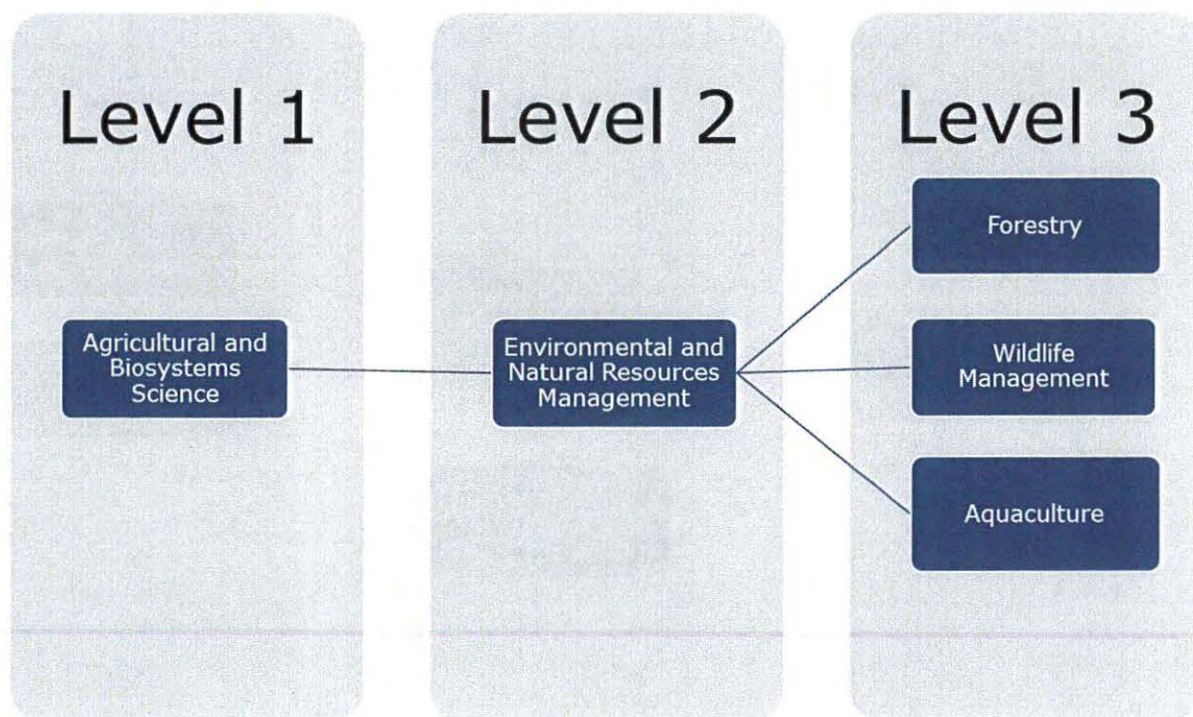 Level 1
Agricultural and
Biosystems
Science
Level 2
Environmental and
Natural Resources
Management
Level 3
Forestry
Wildlife
Management
Aquaculture